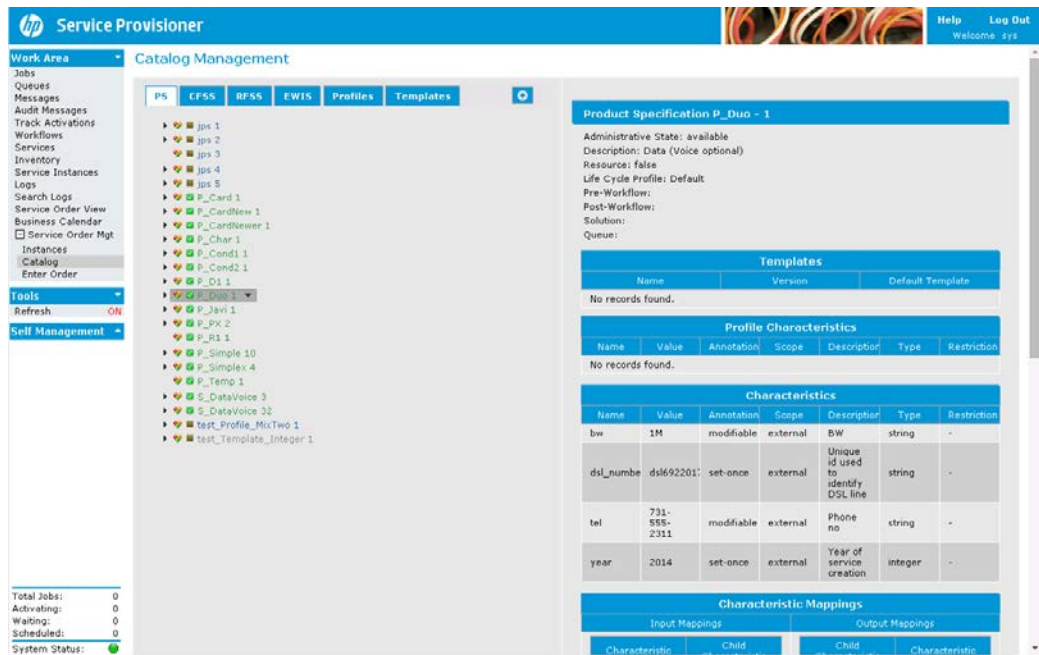 hp Service Provisioner
Help Log Out
Welcome sys
Work Area
Jobs
Queues
Messages
Audit Messages
Track Activations
Workflows
Services
Inventory
Service Instances
Logs
Search Logs
Service Order View
Business Calendar
Service Order Mgt
Instances
Catalog
Enter Order
Tools
Refresh ON
Self Management
Total Jobs: 0
Activating: 0
Waiting: 0
Scheduled: 0
System Status:
Catalog Management
PS CFSS RFSS EWIS Profiles Templates
jps 1
jps 2
jps 3
jps 4
jps 5
P_Card 1
P_CardNew 1
P_CardNewer 1
P_Char 1
P_Cond1 1
P_Cond2 1
P_D1 1
P_Duo 1
P_Javi 1
P_PX 2
P_R1 1
P_Simple 10
P_Simplex 4
P_Temp 1
S_DataVoice 3
S_DataVoice 32
test_Profile_MixTwo 1
test_Template_Integer 1
Product Specification P_Duo - 1
Administrative State: available
Description: Data (Voice optional)
Resource: false
Life Cycle Profile: Default
Pre-Workflow:
Post-Workflow:
Solution:
Queue:
Templates
Name Version Default Template
No records found.
Profile Characteristics
Name Value Annotation Scope Description Type Restriction
No records found.
Characteristics
Name Value Annotation Scope Description Type Restriction
bw 1M modifiable external BW string -
dsl_numbe dsl692201 set-once external Unique id used to identify DSL line string -
tel 731-555-2311 modifiable external Phone no string -
year 2014 set-once external Year of service creation integer -
Characteristic Mappings
Input Mappings Output Mappings
Characteristic Child Child Characteristic